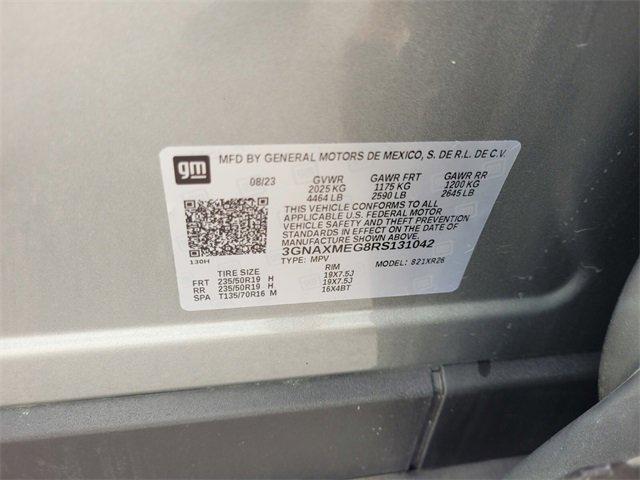 gm MFD BY GENERAL MOTORS DE MEXICO, S. DE R.L. DE C.V.
08/23 GVWR GAWR FRT GAWR RR
2025 KG 1175 KG 1200 KG
4464 LB 2590 LB 2645 LB
THIS VEHICLE CONFORMS TO ALL
APPLICABLE U.S. FEDERAL MOTOR
VEHICLE SAFETY AND THEFT PREVENTION
STANDARDS IN EFFECT ON THE DATE OF
MANUFACTURE SHOWN ABOVE.
3GNAXMEG8RS131042
130H TYPE: MPV MODEL: 821XR26
TIRE SIZE RIM
FRT 235/50R19 H 19X7.5J
RR 235/50R19 H 19X7.5J
SPA T135/70R16 M 16X4BT